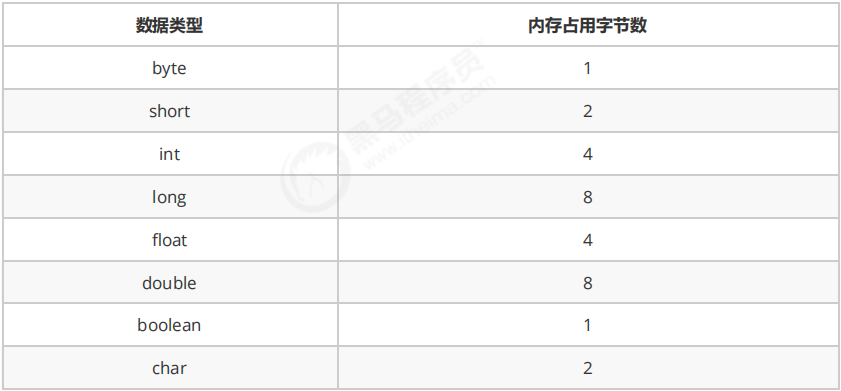 数据类型 内存占用字节数
byte 1
short 2
int 4
long 8
float 4
double 8
boolean 1
char 2
黑马程序员
www.itheima.com